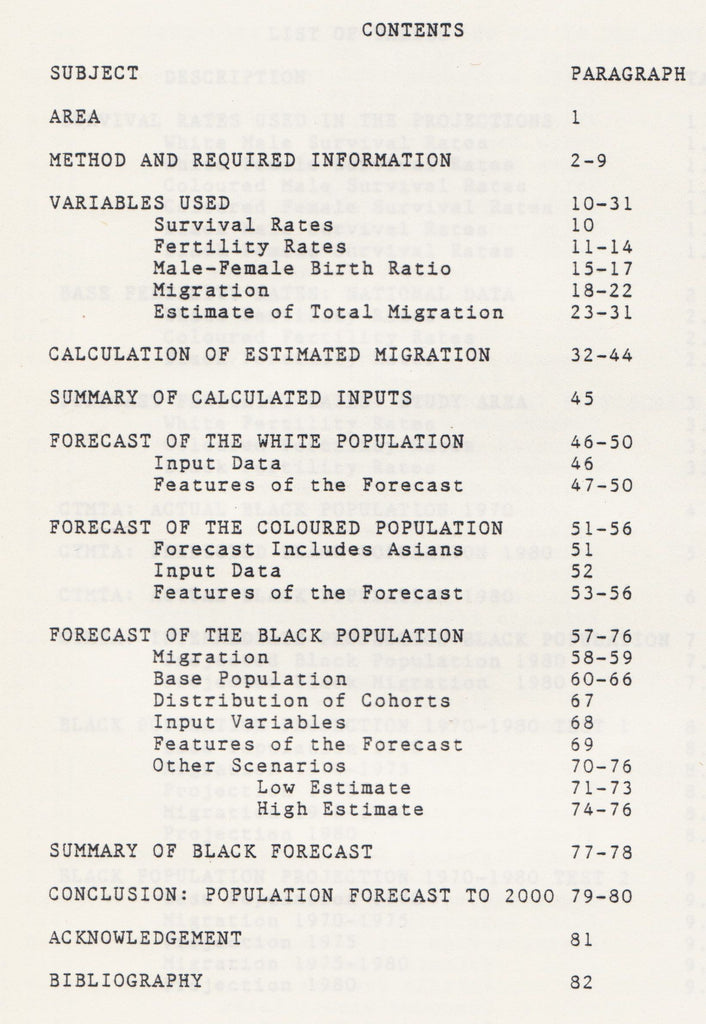 CONTENTS
SUBJECT PARAGRAPH
AREA 1
METHOD AND REQUIRED INFORMATION 2-9
VARIABLES USED 10-31
Survival Rates 10
Fertility Rates 11-14
Male-Female Birth Ratio 15-17
Migration 18-22
Estimate of Total Migration 23-31
CALCULATION OF ESTIMATED MIGRATION 32-44
SUMMARY OF CALCULATED INPUTS 45
FORECAST OF THE WHITE POPULATION 46-50
Input Data 46
Features of the Forecast 47-50
FORECAST OF THE COLOURED POPULATION 51-56
Forecast Includes Asians 51
Input Data 52
Features of the Forecast 53-56
FORECAST OF THE BLACK POPULATION 57-76
Migration 58-59
Base Population 60-66
Distribution of Cohorts 67
Input Variables 68
Features of the Forecast 69
Other Scenarios 70-76
Low Estimate 71-73
High Estimate 74-76
SUMMARY OF BLACK FORECAST 77-78
CONCLUSION: POPULATION FORECAST TO 2000 79-80
ACKNOWLEDGEMENT 81
BIBLIOGRAPHY 82